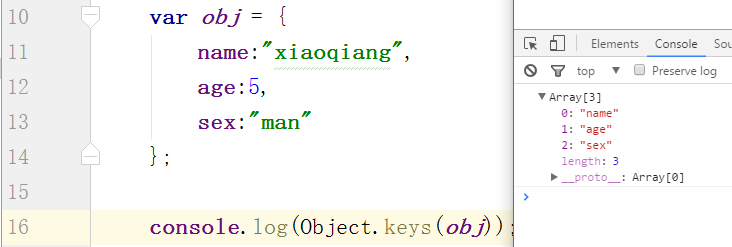 10 var obj = {
11 name:"xiaoqiang",
12 age:5,
13 sex:"man"
14 };
15
16 console.log(Object.keys(obj));
Elements Console Sou
top ▼ Preserve log
▼Array[3]
0: "name"
1: "age"
2: "sex"
length: 3
▶__proto__: Array[0]
>